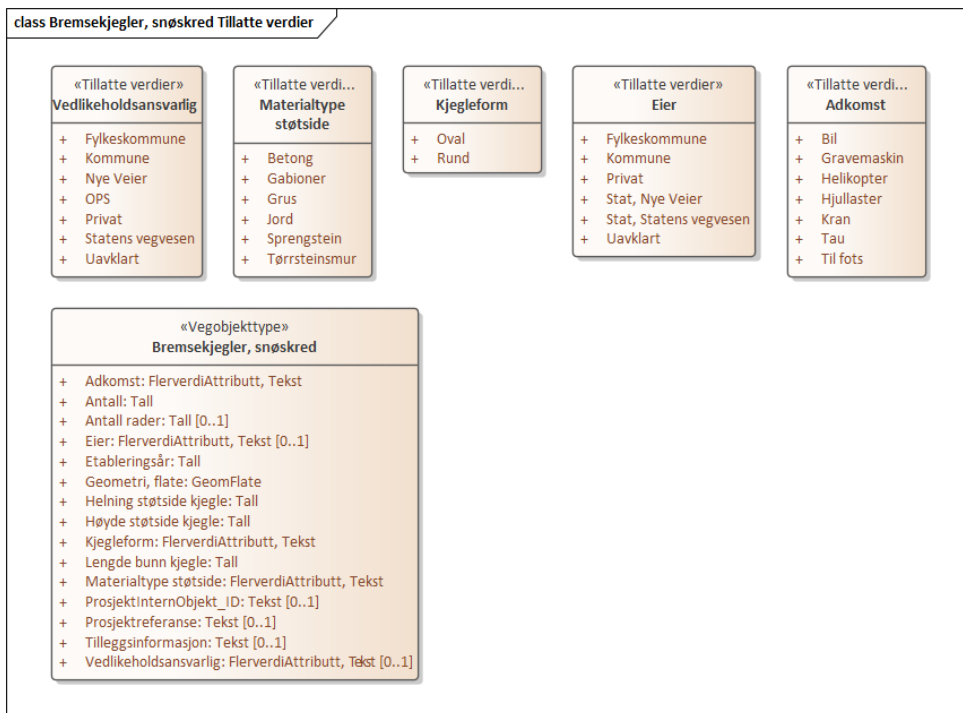 class Bremsekjegler, snøskred Tillatte verdier
«Tillatte verdier»
Vedlikeholdsansvarlig
+ Fylkeskommune
+ Kommune
+ Nye Veier
+ OPS
+ Privat
+ Statens vegvesen
+ Uavklart
«Tillatte verdi...
Materialtype
støtside
+ Betong
+ Gabioner
+ Grus
+ Jord
+ Sprengstein
+ Tørrsteinsmur
«Tillatte verdi...
Kjegleform
+ Oval
+ Rund
«Tillatte verdier»
Eier
+ Fylkeskommune
+ Kommune
+ Privat
+ Stat, Nye Veier
+ Stat, Statens vegvesen
+ Uavklart
«Tillatte verdi...
Adkomst
+ Bil
+ Gravemaskin
+ Helikopter
+ Hjullaster
+ Kran
+ Tau
+ Til fots
«Vegobjekttype»
Bremsekjegler, snøskred
+ Adkomst: FlerverdiAttributt, Tekst
+ Antall: Tall
+ Antall rader: Tall [0..1]
+ Eier: FlerverdiAttributt, Tekst [0..1]
+ Etableringsår: Tall
+ Geometri, flate: GeomFlate
+ Helning støtside kjegle: Tall
+ Høyde støtside kjegle: Tall
+ Kjegleform: FlerverdiAttributt, Tekst
+ Lengde bunn kjegle: Tall
+ Materialtype støtside: FlerverdiAttributt, Tekst
+ ProsjektInternObjekt_ID: Tekst [0..1]
+ Prosjektreferanse: Tekst [0..1]
+ Tilleggsinformasjon: Tekst [0..1]
+ Vedlikeholdsansvarlig: FlerverdiAttributt, Tekst [0..1]